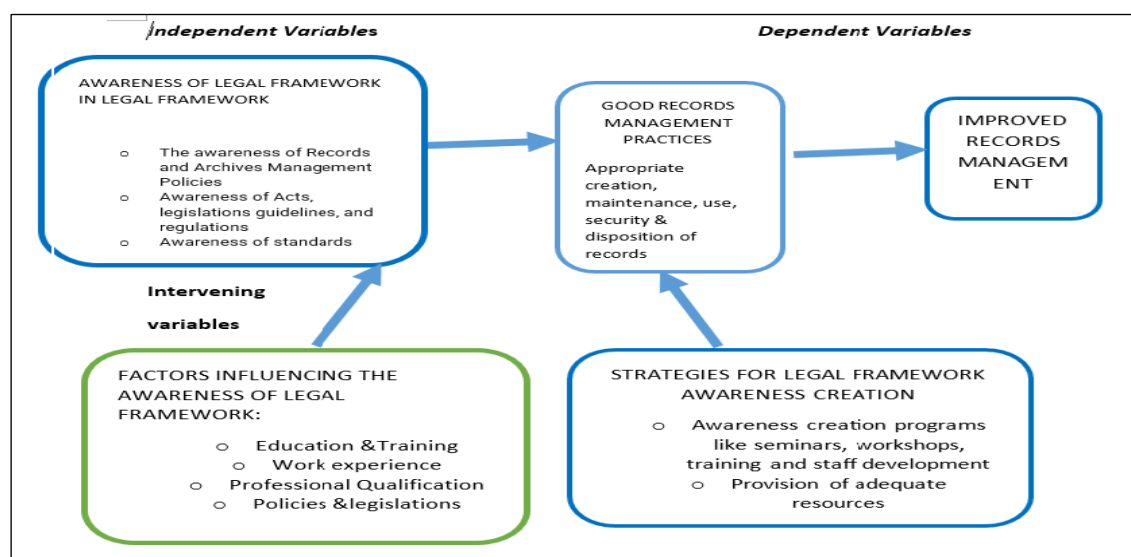 Independent Variables
Dependent Variables
AWARENESS OF LEGAL FRAMEWORK
IN LEGAL FRAMEWORK
o The awareness of Records
and Archives Management
Policies
o Awareness of Acts,
legislations guidelines, and
regulations
o Awareness of standards
GOOD RECORDS
MANAGEMENT
PRACTICES
Appropriate
creation,
maintenance, use,
security &
disposition of
records
IMPROVED
RECORDS
MANAGEM
ENT
Intervening
variables
FACTORS INFLUENCING THE
AWARENESS OF LEGAL
FRAMEWORK:
o Education &Training
o Work experience
o Professional Qualification
o Policies &legislations
STRATEGIES FOR LEGAL FRAMEWORK
AWARENESS CREATION
o Awareness creation programs
like seminars, workshops,
training and staff development
o Provision of adequate
resources